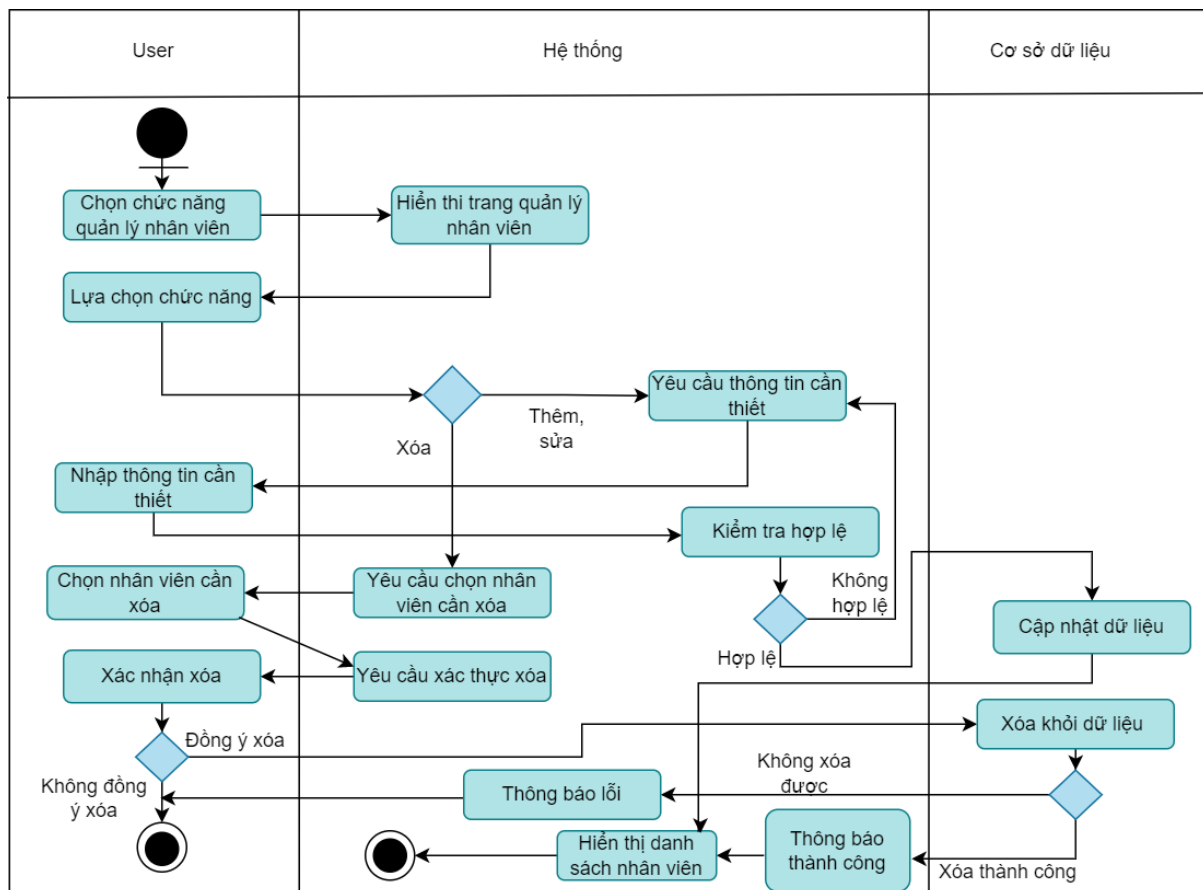 User
Hệ thống
Cơ sở dữ liệu
Chọn chức năng
quản lý nhân viên
Hiển thi trang quản lý
nhân viên
Lựa chọn chức năng
Yêu cầu thông tin cần
thiết
Thêm,
sửa
Xóa
Nhập thông tin cần
thiết
Kiểm tra hợp lệ
Chọn nhân viên cần
xóa
Yêu cầu chọn nhân
viên cần xóa
Không
hợp lệ
Cập nhật dữ liệu
Hợp lệ
Xác nhận xóa
Yêu cầu xác thực xóa
Xóa khỏi dữ liệu
Đồng ý xóa
Không đồng
ý xóa
Không xóa
được
Thông báo lỗi
Hiển thị danh
sách nhân viên
Thông báo
thành công
Xóa thành công